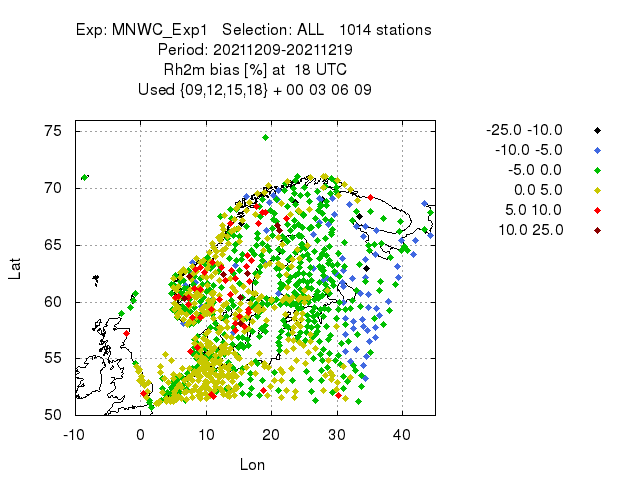 Exp: MNWC_Exp1 Selection: ALL 1014 stations
Period: 20211209-20211219
Rh2m bias [%] at 18 UTC
Used {09,12,15,18} + 00 03 06 09
75
70
65
60
55
50
Lat
-10 0 10 20 30 40
Lon
-25.0 -10.0
-10.0 -5.0
-5.0 0.0
0.0 5.0
5.0 10.0
10.0 25.0